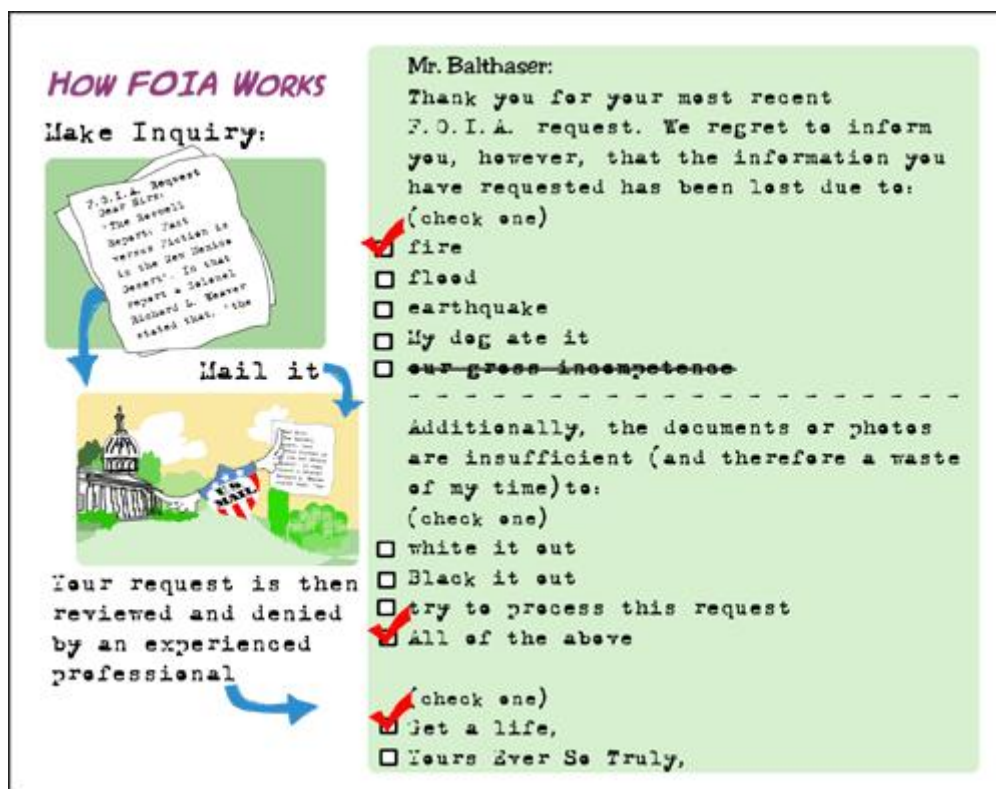 How FOIA Works
Make Inquiry:
F.O.I.A. Request
Dear Sirs:
"The Roswell
Report: Fact
versus Fiction in
the New Mexico
Desert". In that
report a Colonel
Richard L. Weaver
stated that, "the
Mail it
U S
MAIL
Your request is then
reviewed and denied
by an experienced
professional
Mr. Balthaser:
Thank you for your most recent
F.O.I.A. request. We regret to inform
you, however, that the information you
have requested has been lost due to:
(check one)
fire
flood
earthquake
My dog ate it
our gross incompetence
- - - - - - - - - - - - - - - - - - - -
Additionally, the documents or photos
are insufficient (and therefore a waste
of my time)to:
(check one)
white it out
Black it out
try to process this request
All of the above
(check one)
Get a life,
Yours Ever So Truly,